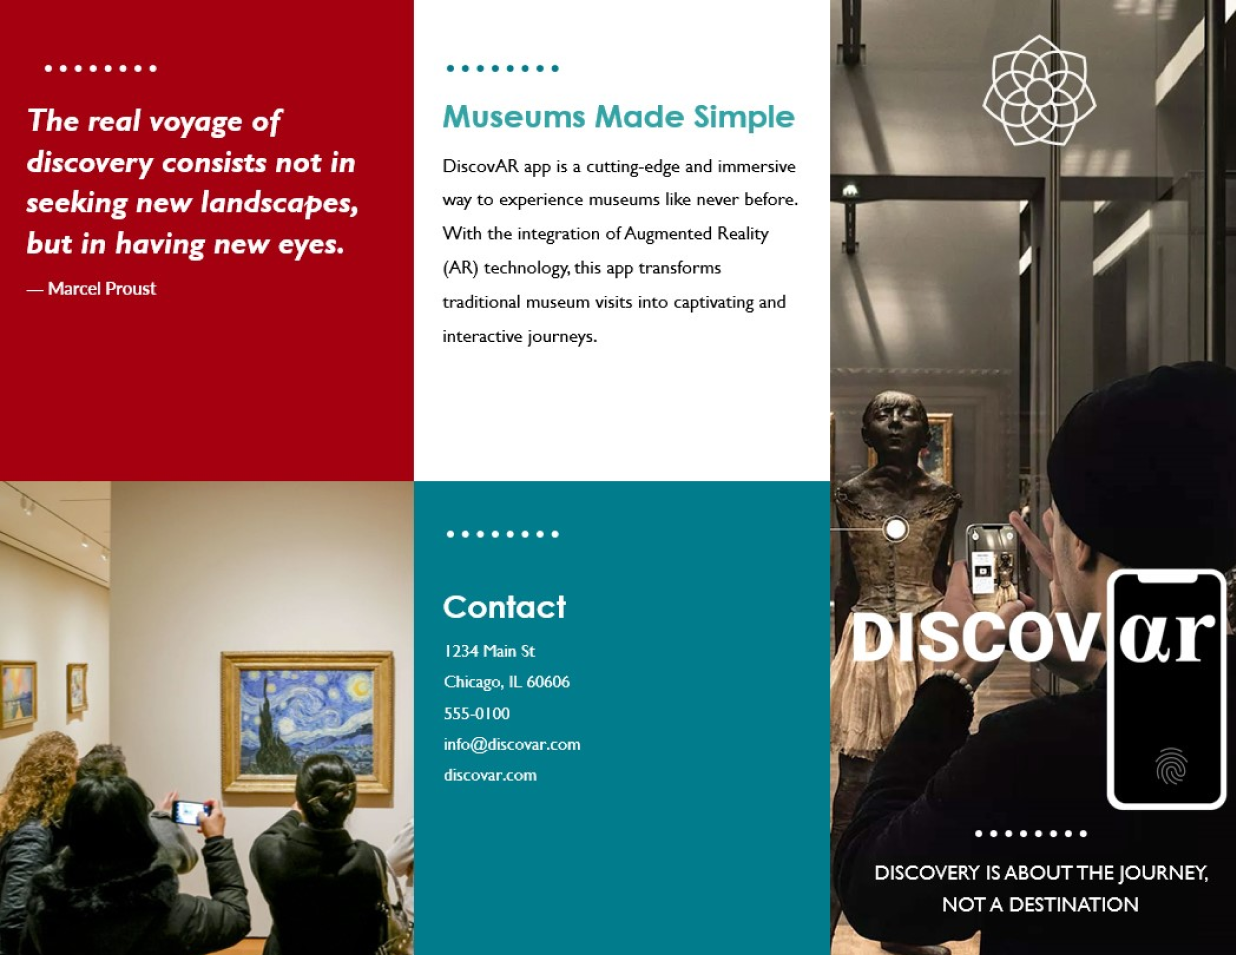 The real voyage of
discovery consists not in
seeking new landscapes,
but in having new eyes.
— Marcel Proust
Museums Made Simple
DiscovAR app is a cutting-edge and immersive
way to experience museums like never before.
With the integration of Augmented Reality
(AR) technology, this app transforms
traditional museum visits into captivating and
interactive journeys.
Contact
1234 Main St
Chicago, IL 60606
555-0100
info@discovar.com
discovar.com
DISCOVar
DISCOVERY IS ABOUT THE JOURNEY,
NOT A DESTINATION